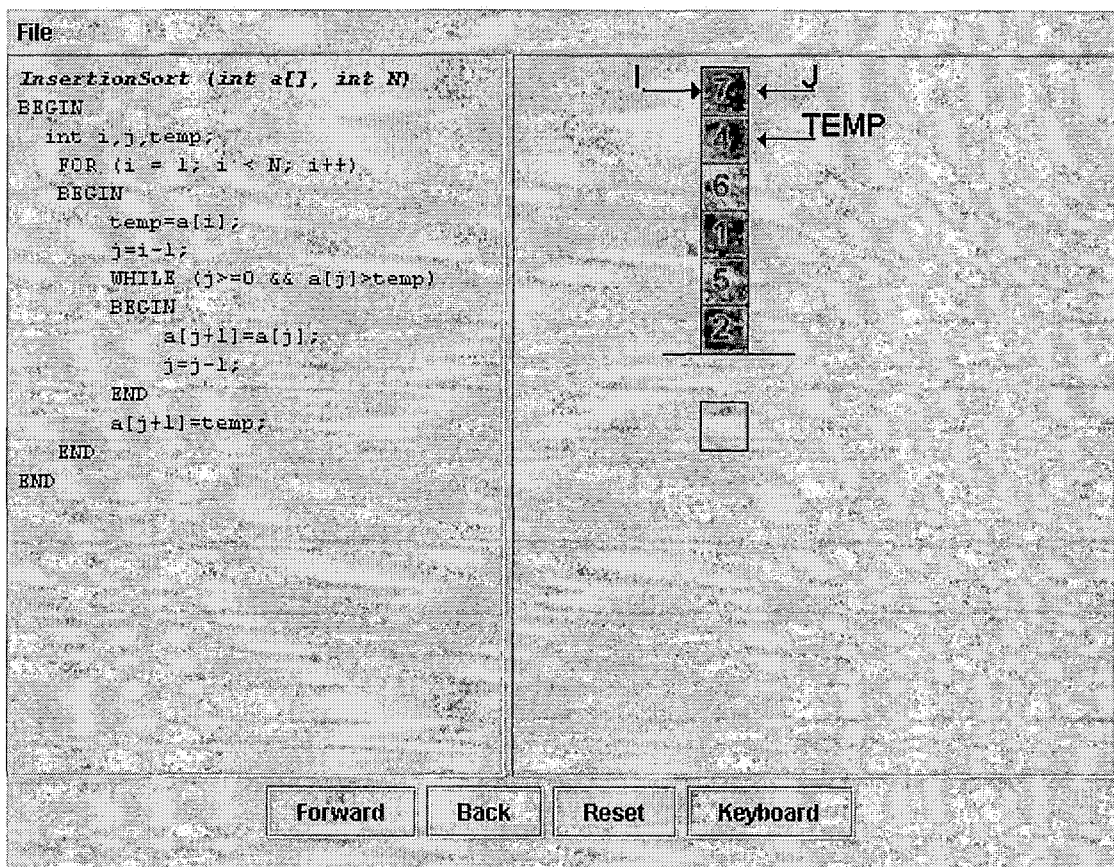 File
InsertionSort (int a[], int N)
BEGIN
int i,j,temp;
FOR (i = 1; i < N; i++)
BEGIN
temp=a[i];
j=i-1;
WHILE (j>=0 && a[j]>temp)
BEGIN
a[j+1]=a[j];
j=j-1;
END
a[j+1]=temp;
END
END
I 7 J
4 TEMP
6
1
5
2
Forward Back Reset Keyboard